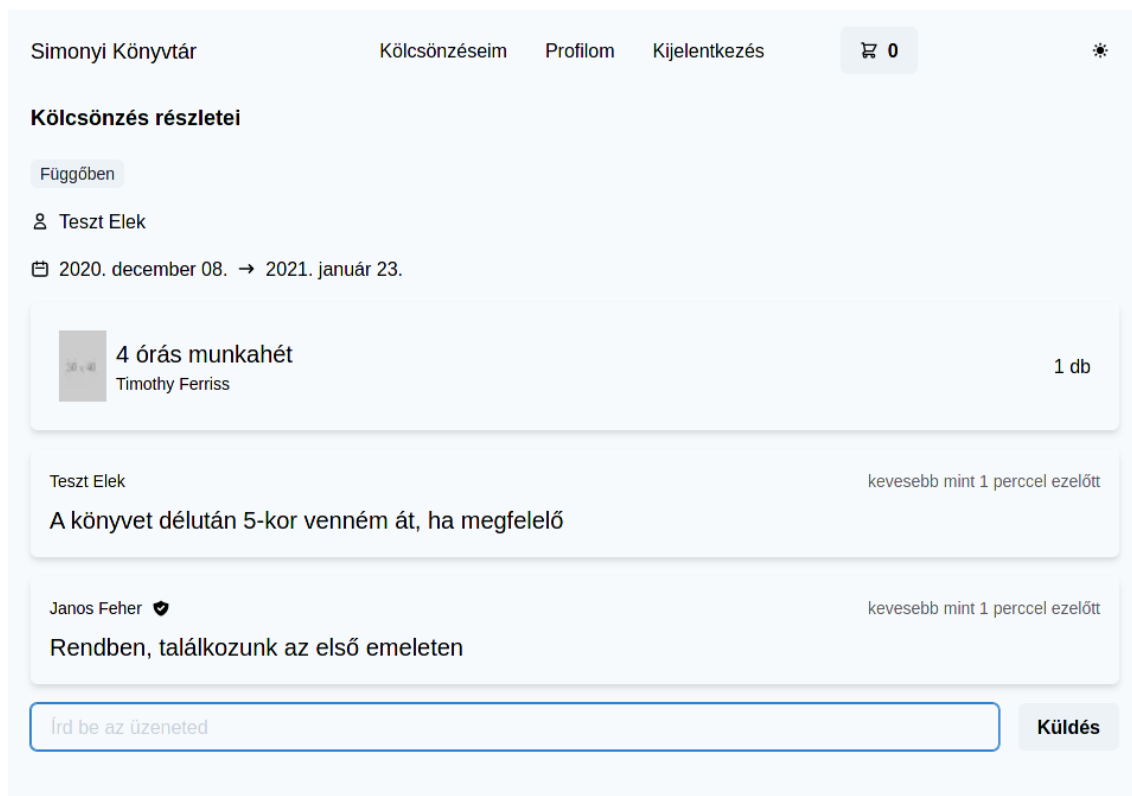 Simonyi Könyvtár Kölcsönzéseim Profilom Kijelentkezés 0
Kölcsönzés részletei
Függőben
Teszt Elek
2020. december 08. → 2021. január 23.
4 órás munkahét
Timothy Ferriss
1 db
Teszt Elek kevesebb mint 1 perccel ezelőtt
A könyvet délután 5-kor venném át, ha megfelelő
Janos Feher kevesebb mint 1 perccel ezelőtt
Rendben, találkozunk az első emeleten
Írd be az üzeneted Küldés